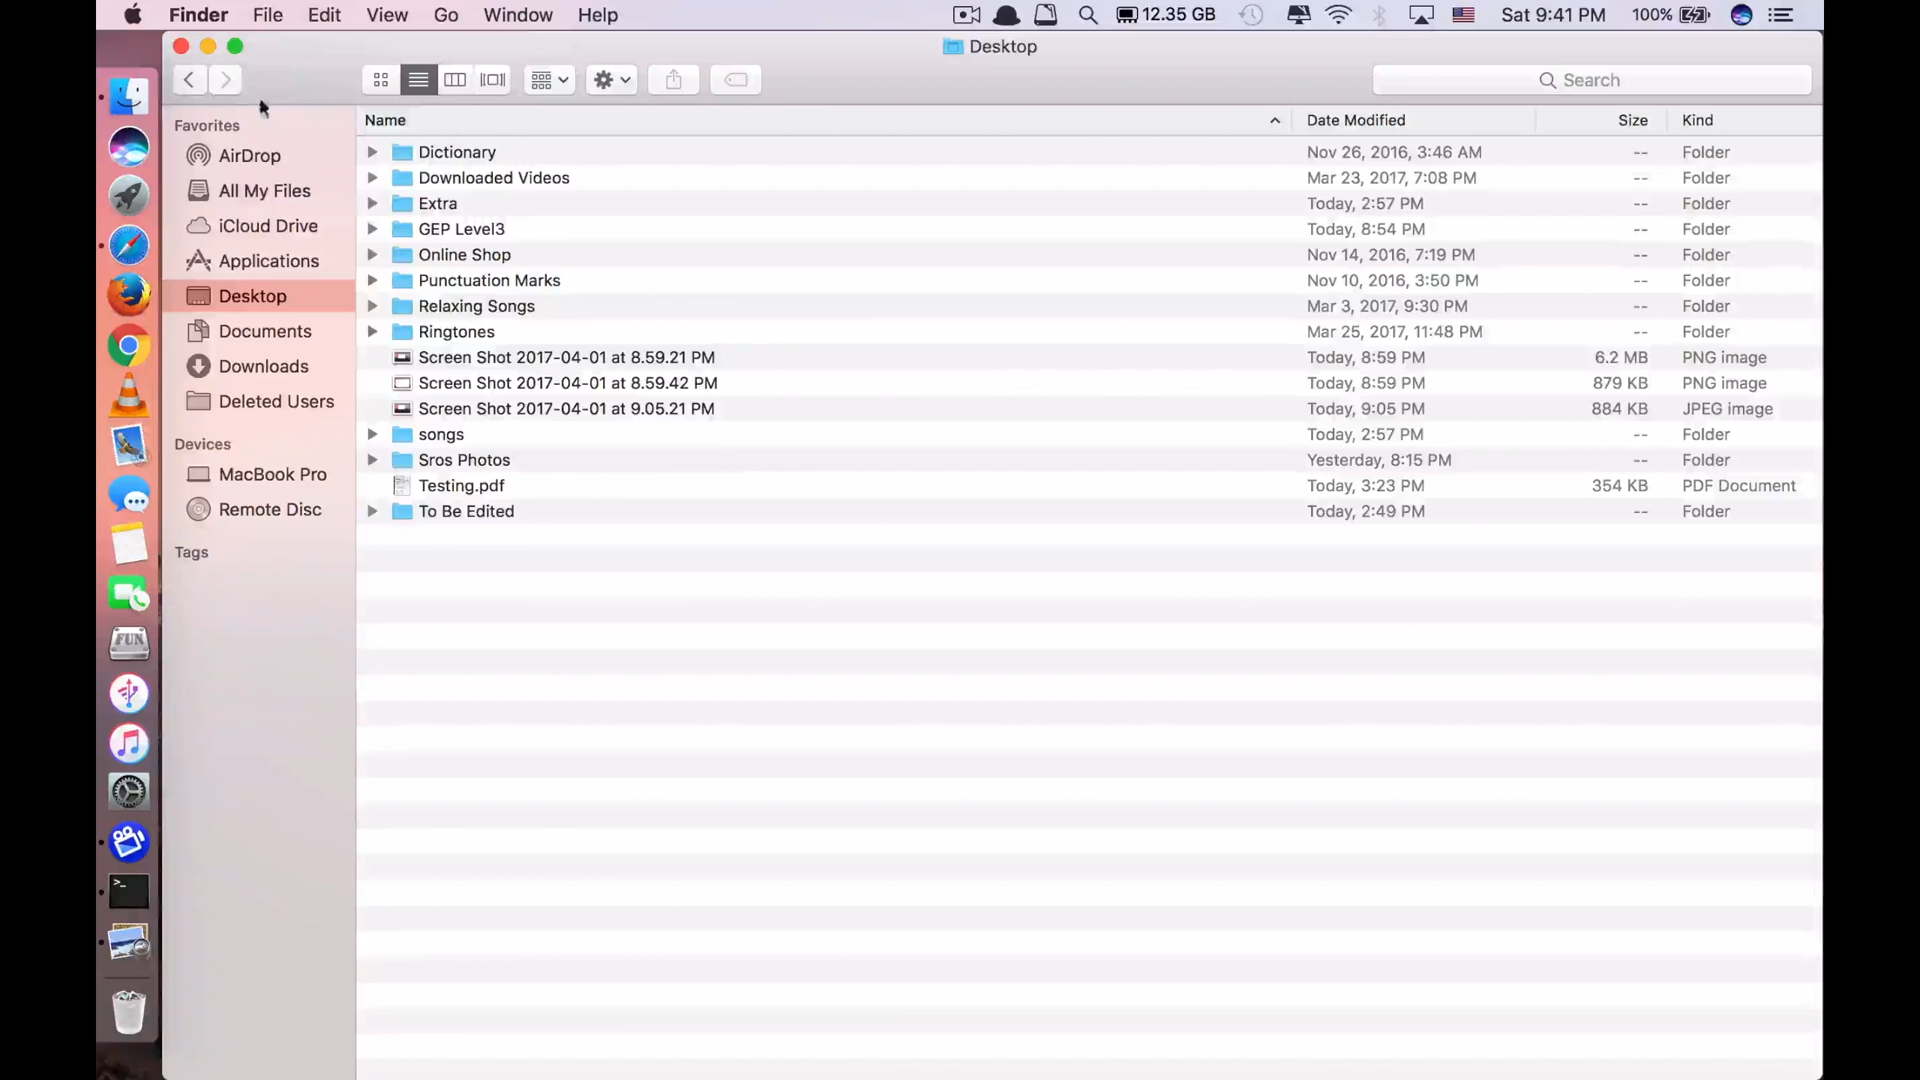 Finder File Edit View Go Window Help 12.35 GB Sat 9:41 PM 100%
Desktop
Search
Favorites
AirDrop
All My Files
iCloud Drive
Applications
Desktop
Documents
Downloads
Deleted Users
Devices
MacBook Pro
Remote Disc
Tags
Name Date Modified Size Kind
Dictionary Nov 26, 2016, 3:46 AM -- Folder
Downloaded Videos Mar 23, 2017, 7:08 PM -- Folder
Extra Today, 2:57 PM -- Folder
GEP Level3 Today, 8:54 PM -- Folder
Online Shop Nov 14, 2016, 7:19 PM -- Folder
Punctuation Marks Nov 10, 2016, 3:50 PM -- Folder
Relaxing Songs Mar 3, 2017, 9:30 PM -- Folder
Ringtones Mar 25, 2017, 11:48 PM -- Folder
Screen Shot 2017-04-01 at 8.59.21 PM Today, 8:59 PM 6.2 MB PNG image
Screen Shot 2017-04-01 at 8.59.42 PM Today, 8:59 PM 879 KB PNG image
Screen Shot 2017-04-01 at 9.05.21 PM Today, 9:05 PM 884 KB JPEG image
songs Today, 2:57 PM -- Folder
Sros Photos Yesterday, 8:15 PM -- Folder
Testing.pdf Today, 3:23 PM 354 KB PDF Document
To Be Edited Today, 2:49 PM -- Folder
FUN
>_